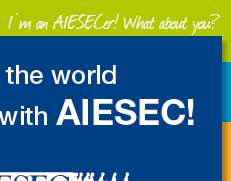 I'm an AIESECer! What about you?
the world
with AIESEC!